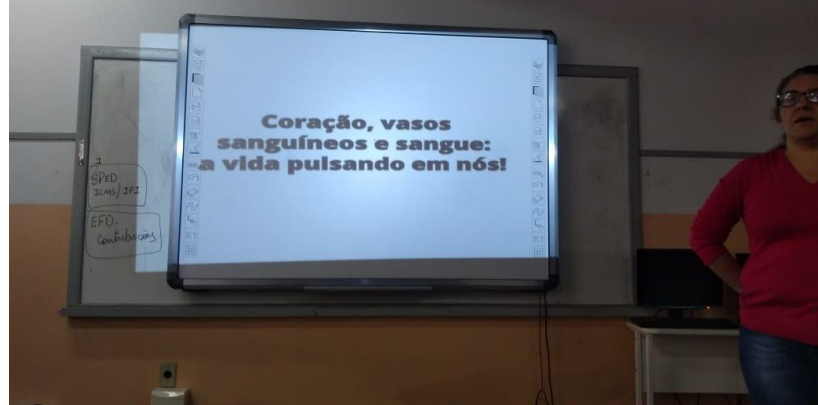 Coração, vasos
sanguíneos e sangue:
a vida pulsando em nós!
SPED
ICMS/IPI
EFD-
Contribuições